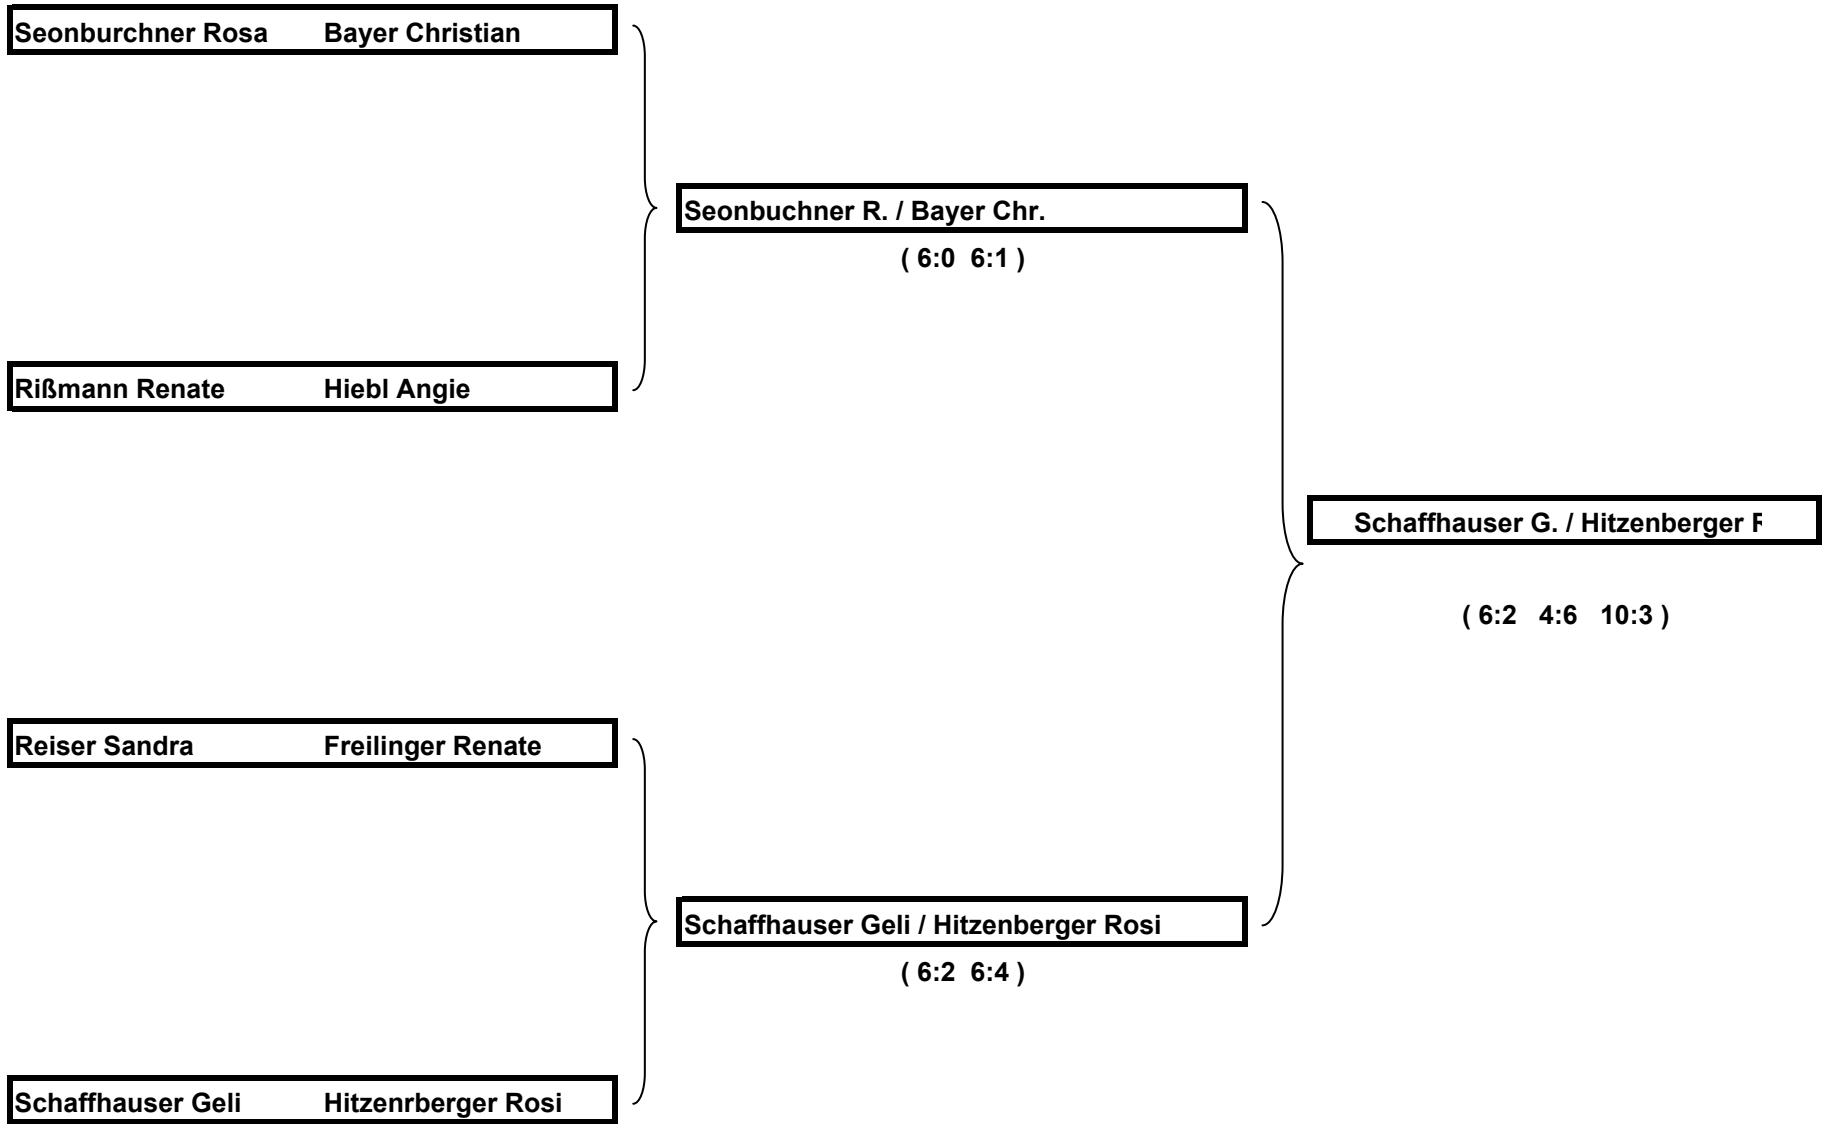 Seonburchner Rosa Bayer Christian
Seonbuchner R. / Bayer Chr.
( 6:0 6:1 )
Rißmann Renate Hiebl Angie
Schaffhauser G. / Hitzenberger
( 6:2 4:6 10:3 )
Reiser Sandra Freilinger Renate
Schaffhauser Geli / Hitzenberger Rosi
( 6:2 6:4 )
Schaffhauser Geli Hitzenrberger Rosi